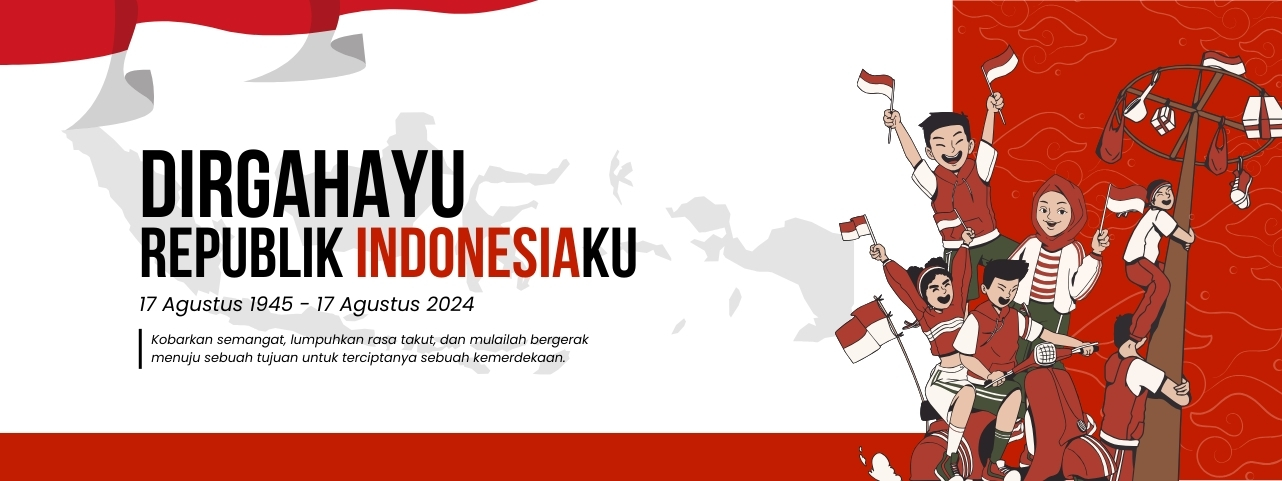 DIRGAHAYU
REPUBLIK INDONESIAKU
17 Agustus 1945 - 17 Agustus 2024
Kobarkan semangat, lumpuhkan rasa takut, dan mulailah bergerak
menuju sebuah tujuan untuk terciptanya sebuah kemerdekaan.